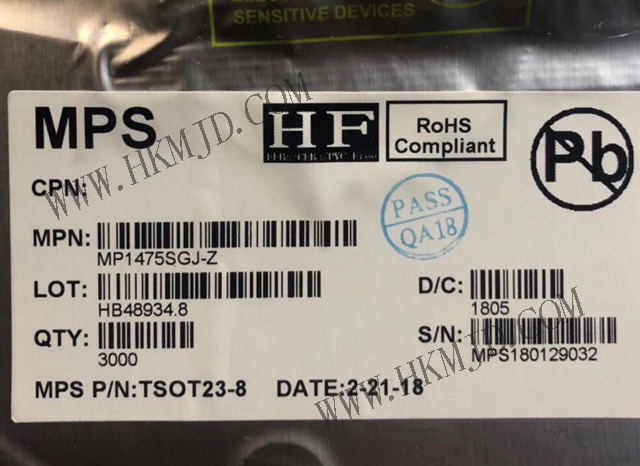 SENSITIVE DEVICES
MPS
HF
RoHS
Compliant
Pb
CPN:
PASS
QA18
MPN:
MP1475SGJ-Z
LOT:
HB48934.8
D/C:
1805
QTY:
3000
S/N:
MPS180129032
MPS P/N:TSOT23-8 DATE:2-21-18
WWW.HKMJD.COM
WWW.HKMJD.COM